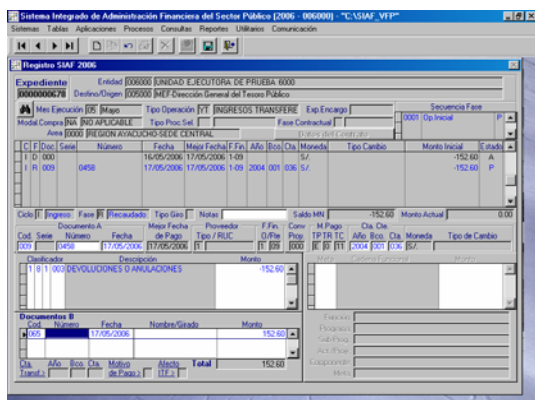 Sistema Integrado de Administración Financiera del Sector Público (2006 - 006000) - "C:\SIAF_VFP"
Sistemas Tablas Aplicaciones Procesos Consultas Reportes Utilitarios Comunicación
Registro SIAF 2006
Expediente Entidad 006000 UNIDAD EJECUTORA DE PRUEBA 6000
0000000678 Destino/Origen 005000 MEF-Dirección General del Tesoro Público
Mes Ejecución 05 Mayo Tipo Operación YT INGRESOS TRANSFERE Exp.Encargo Secuencia Fase
Modal.Compra NA NO APLICABLE Tipo Proc.Sel. Fase Contractual 0001 Op.Inicial P
Area 0000 REGION AYACUCHO-SEDE CENTRAL Datos del Contrato
C F Doc. Serie Número Fecha Mejor Fecha F.Fin. Año Bco. Cta. Moneda Tipo Cambio Monto Inicial Estado
I D 000 16/05/2006 17/05/2006 1-09 S/. -152.60 A
I R 009 0458 17/05/2006 17/05/2006 1-09 2004 001 036 S/. -152.60 P
Ciclo I Ingreso Fase R Recaudado Tipo Giro Notas Saldo MN -152.60 Monto Actual 0.00
Documento A Mejor Fecha Proveedor F.Fin. Conv M.Pago Cta. Cte.
Cod. Serie Número Fecha de Pago Tipo / RUC O/Fte Proy. TP TR TC Año Bco. Cta. Moneda Tipo de Cambio
009 0458 17/05/2006 17/05/2006 1 1 09 000 E 0 11 2004 001 036 S/.
Clasificador Descripción Monto Meta Cadena Funcional Monto
1 8 1 003 DEVOLUCIONES O ANULACIONES -152.60
Documentos B
Cod. Número Fecha Nombre/Girado Monto
065 17/05/2006 152.60
Cta. Año Bco. Cta. Motivo Afecto Total 152.60
Transf.> de Pago > ITF >
Función
Programa
Sub.Prog.
Act./Proy.
Componente
Meta